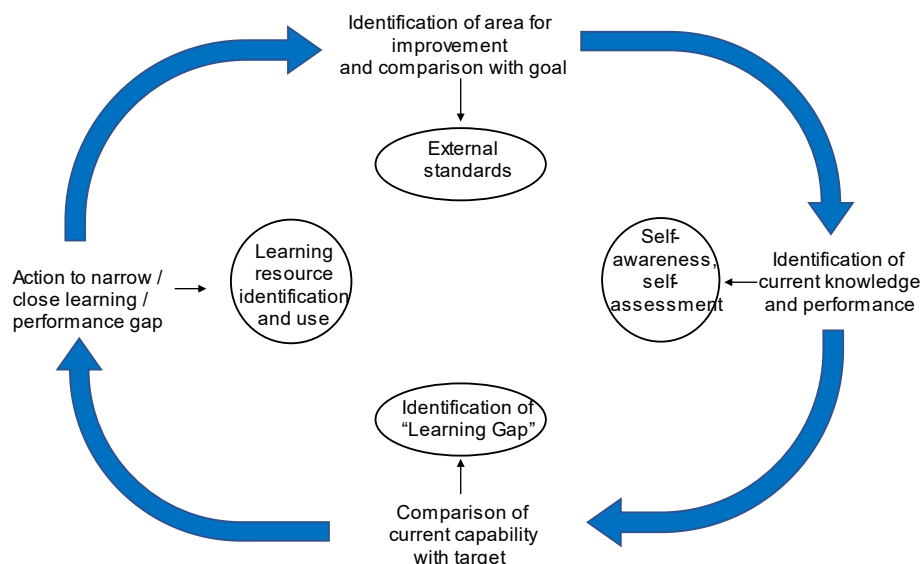 Identification of area for
improvement
and comparison with goal
External
standards
Self-
awareness,
self-
assessment
Identification of
current knowledge
and performance
Learning
resource
identification
and use
Action to narrow /
close learning /
performance gap
Identification of
“Learning Gap”
Comparison of
current capability
with target